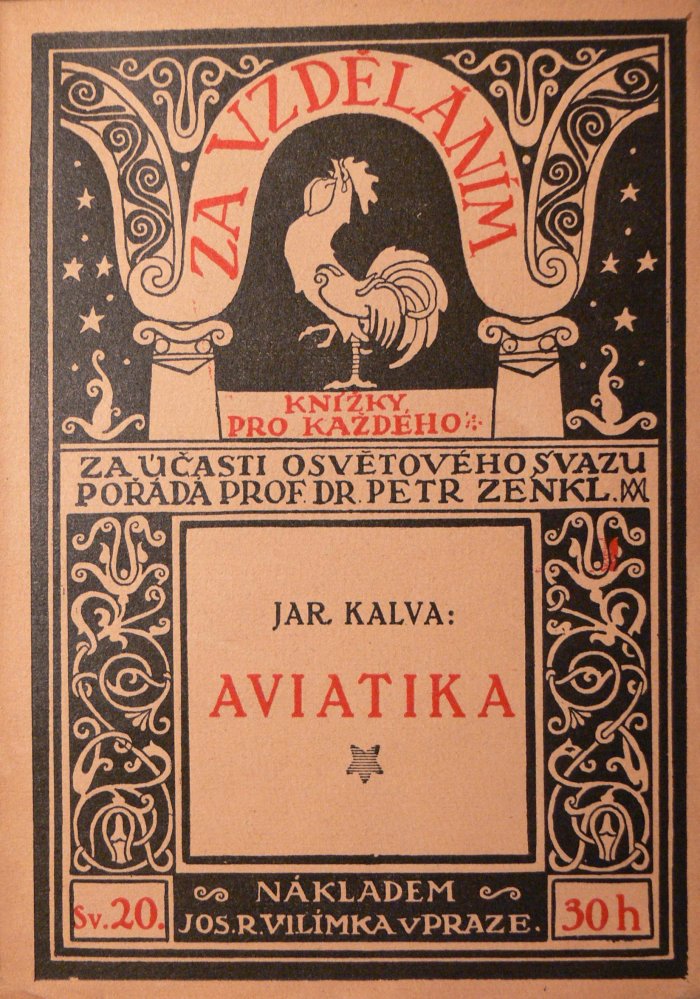 ZA VZDĚLÁNÍM
KNÍŽKY
PRO KAŽDÉHO
ZA ÚČASTI OSVĚTOVÉHO SVAZU
POŘÁDÁ PROF. DR. PETR ZENKL.
JAR. KALVA:
AVIATIKA
NÁKLADEM
Sv. 20. JOS. R. VILÍMKA V PRAZE. 30 h